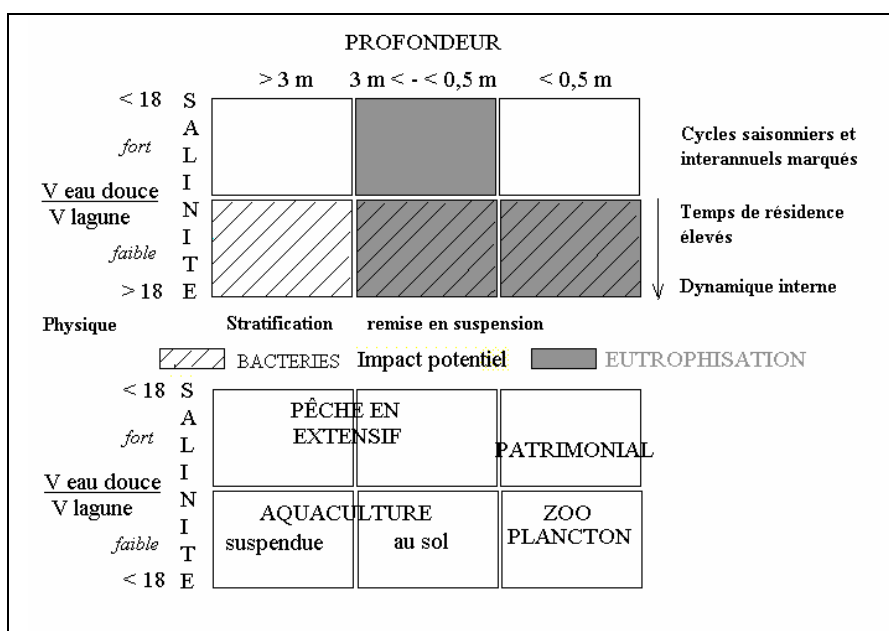 PROFONDEUR
> 3 m 3 m < - < 0,5 m < 0,5 m
< 18
fort
V eau douce
V lagune
faible
> 18
SALINITE
Cycles saisonniers et
interannuels marqués
Temps de résidence
élevés
Dynamique interne
Physique Stratification remise en suspension
BACTERIES Impact potentiel EUTROPHISATION
< 18
fort
V eau douce
V lagune
faible
< 18
SALINITE
PÊCHE EN
EXTENSIF
PATRIMONIAL
AQUACULTURE
suspendue au sol
ZOO
PLANCTON